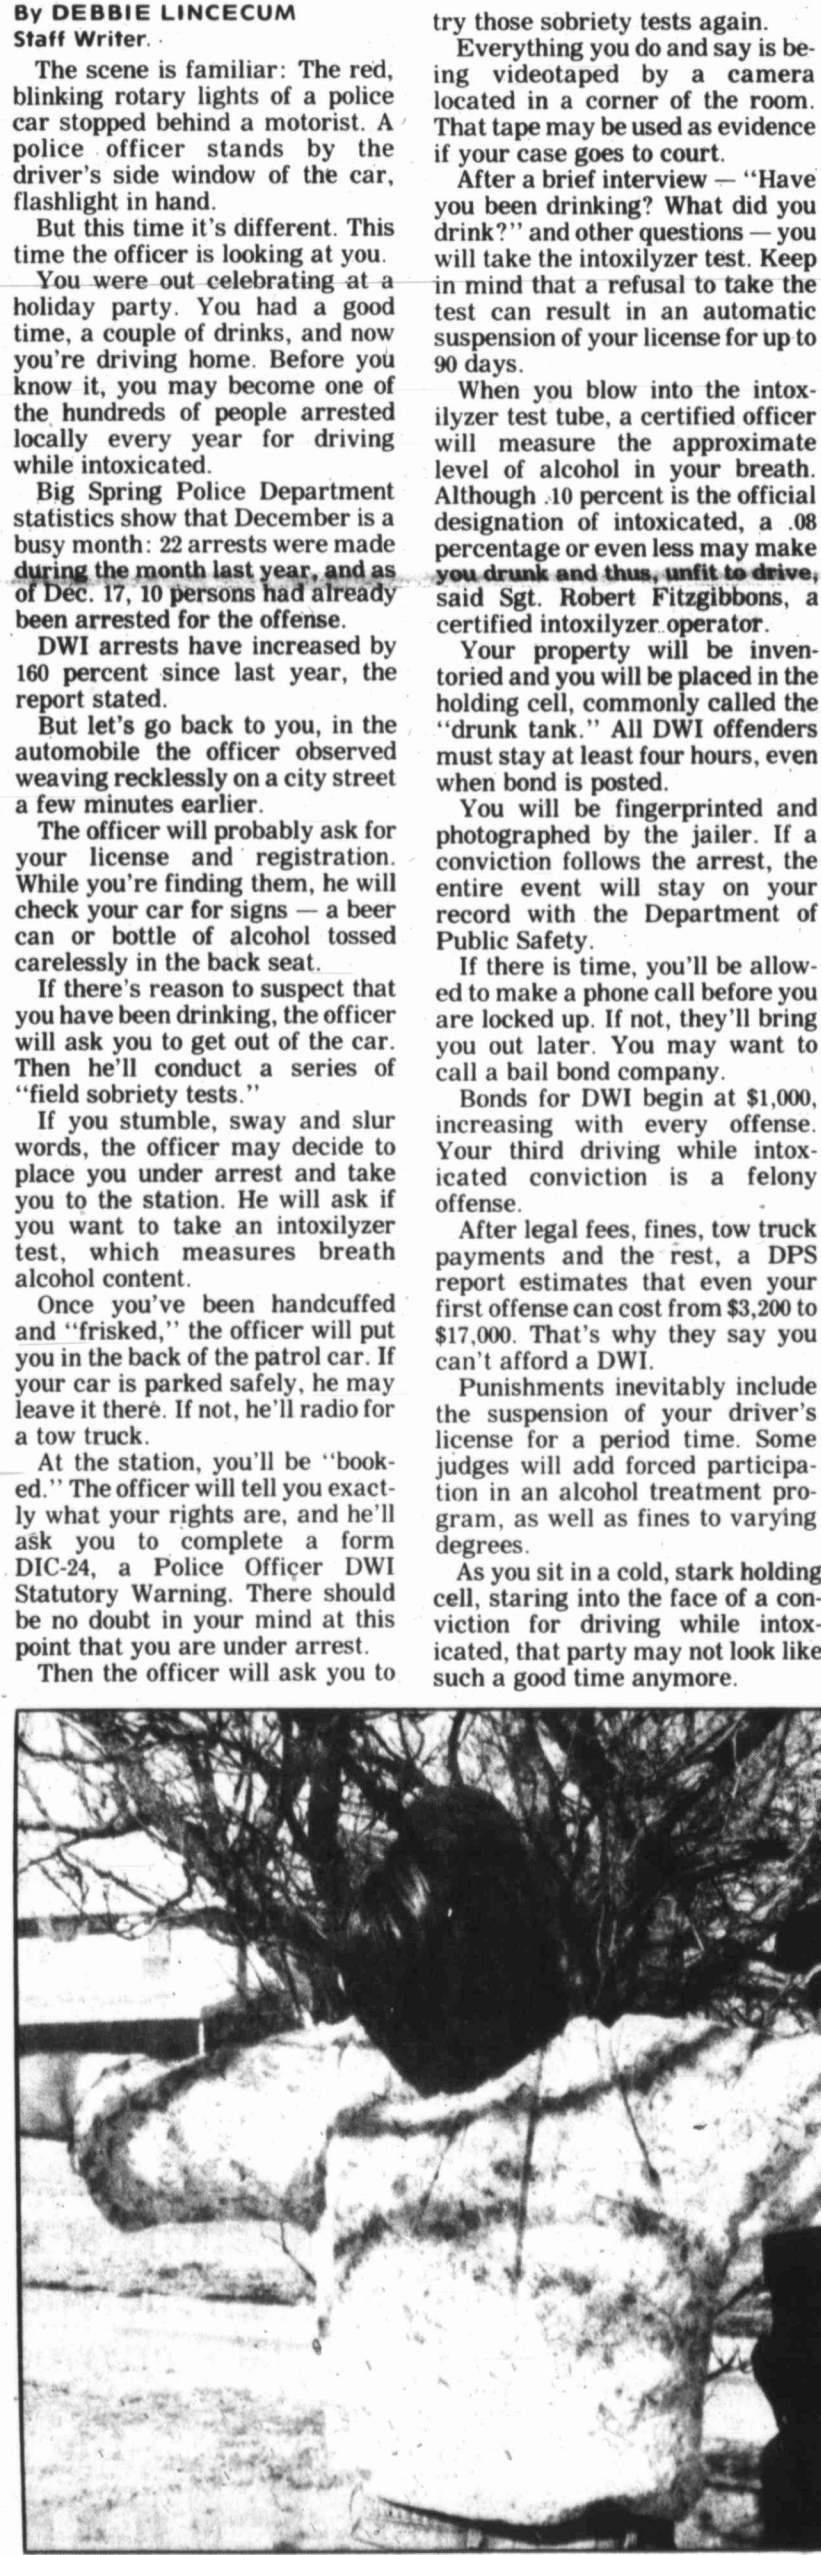 By DEBBIE LINCECUM
Staff Writer
The scene is familiar: The red,
blinking rotary lights of a police
car stopped behind a motorist. A
police officer stands by the
driver's side window of the car,
flashlight in hand.
But this time it's different. This
time the officer is looking at you.
You were out celebrating at a
holiday party. You had a good
time, a couple of drinks, and now
you're driving home. Before you
know it, you may become one of
the hundreds of people arrested
locally every year for driving
while intoxicated.
Big Spring Police Department
statistics show that December is a
busy month: 22 arrests were made
during the month last year, and as
of Dec. 17, 10 persons had already
been arrested for the offense.
DWI arrests have increased by
160 percent since last year, the
report stated.
But let's go back to you, in the
automobile the officer observed
weaving recklessly on a city street
a few minutes earlier.
The officer will probably ask for
your license and registration.
While you're finding them, he will
check your car for signs — a beer
can or bottle of alcohol tossed
carelessly in the back seat.
If there's reason to suspect that
you have been drinking, the officer
will ask you to get out of the car.
Then he'll conduct a series of
"field sobriety tests."
If you stumble, sway and slur
words, the officer may decide to
place you under arrest and take
you to the station. He will ask if
you want to take an intoxilyzer
test, which measures breath
alcohol content.
Once you've been handcuffed
and "frisked," the officer will put
you in the back of the patrol car. If
your car is parked safely, he may
leave it there. If not, he'll radio for
a tow truck.
At the station, you'll be "book-
ed." The officer will tell you exact-
ly what your rights are, and he'll
ask you to complete a form
DIC-24, a Police Officer DWI
Statutory Warning. There should
be no doubt in your mind at this
point that you are under arrest.
Then the officer will ask you to
try those sobriety tests again.
Everything you do and say is be-
ing videotaped by a camera
located in a corner of the room.
That tape may be used as evidence
if your case goes to court.
After a brief interview — "Have
you been drinking? What did you
drink?" and other questions — you
will take the intoxilyzer test. Keep
in mind that a refusal to take the
test can result in an automatic
suspension of your license for up to
90 days.
When you blow into the intox-
ilyzer test tube, a certified officer
will measure the approximate
level of alcohol in your breath.
Although .10 percent is the official
designation of intoxicated, a .08
percentage or even less may make
you drunk and thus, unfit to drive,
said Sgt. Robert Fitzgibbons, a
certified intoxilyzer operator.
Your property will be inven-
toried and you will be placed in the
holding cell, commonly called the
"drunk tank." All DWI offenders
must stay at least four hours, even
when bond is posted.
You will be fingerprinted and
photographed by the jailer. If a
conviction follows the arrest, the
entire event will stay on your
record with the Department of
Public Safety.
If there is time, you'll be allow-
ed to make a phone call before you
are locked up. If not, they'll bring
you out later. You may want to
call a bail bond company.
Bonds for DWI begin at $1,000,
increasing with every offense.
Your third driving while intox-
icated conviction is a felony
offense.
After legal fees, fines, tow truck
payments and the rest, a DPS
report estimates that even your
first offense can cost from $3,200 to
$17,000. That's why they say you
can't afford a DWI.
Punishments inevitably include
the suspension of your driver's
license for a period time. Some
judges will add forced participa-
tion in an alcohol treatment pro-
gram, as well as fines to varying
degrees.
As you sit in a cold, stark holding
cell, staring into the face of a con-
viction for driving while intox-
icated, that party may not look like
such a good time anymore.